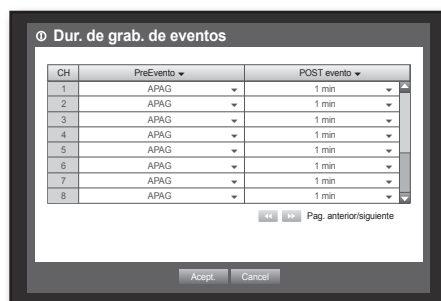 Dur. de grab. de eventos
CH PreEvento POST evento
1 APAG 1 min
2 APAG 1 min
3 APAG 1 min
4 APAG 1 min
5 APAG 1 min
6 APAG 1 min
7 APAG 1 min
8 APAG 1 min
Pag. anterior/siguiente
Acept. Cancel